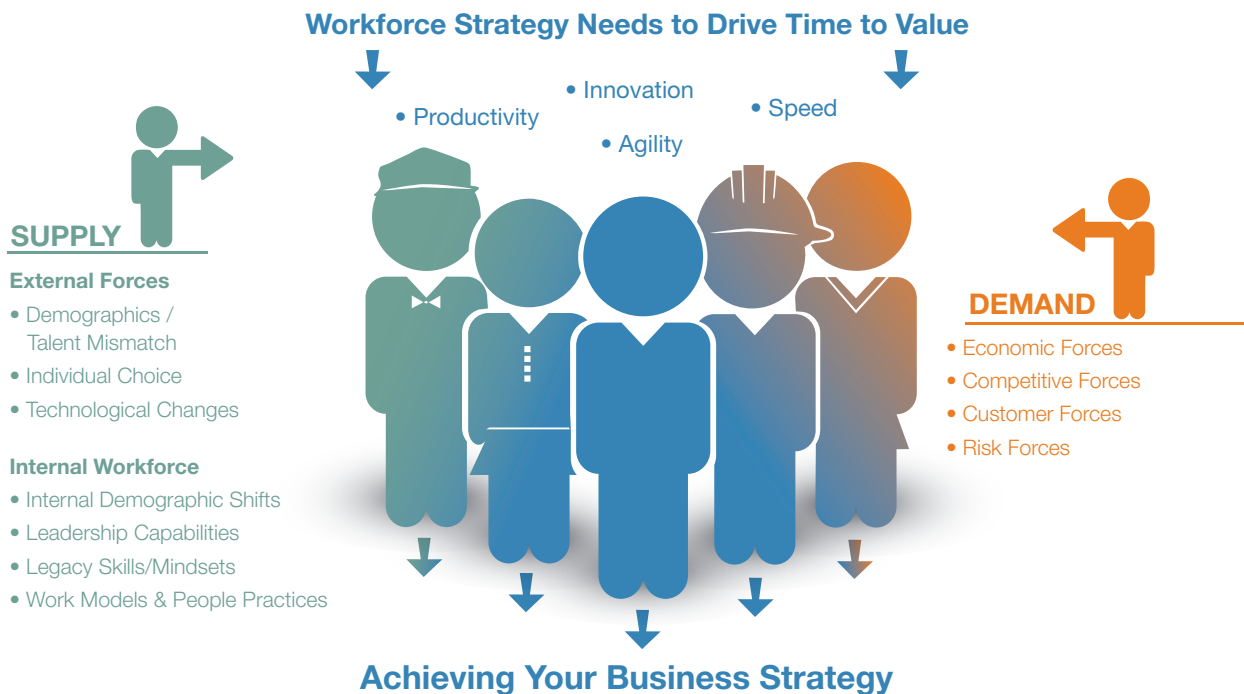 Workforce Strategy Needs to Drive Time to Value
• Innovation
• Productivity
• Speed
• Agility
SUPPLY
External Forces
• Demographics /
Talent Mismatch
• Individual Choice
• Technological Changes
Internal Workforce
• Internal Demographic Shifts
• Leadership Capabilities
• Legacy Skills/Mindsets
• Work Models & People Practices
DEMAND
• Economic Forces
• Competitive Forces
• Customer Forces
• Risk Forces
Achieving Your Business Strategy